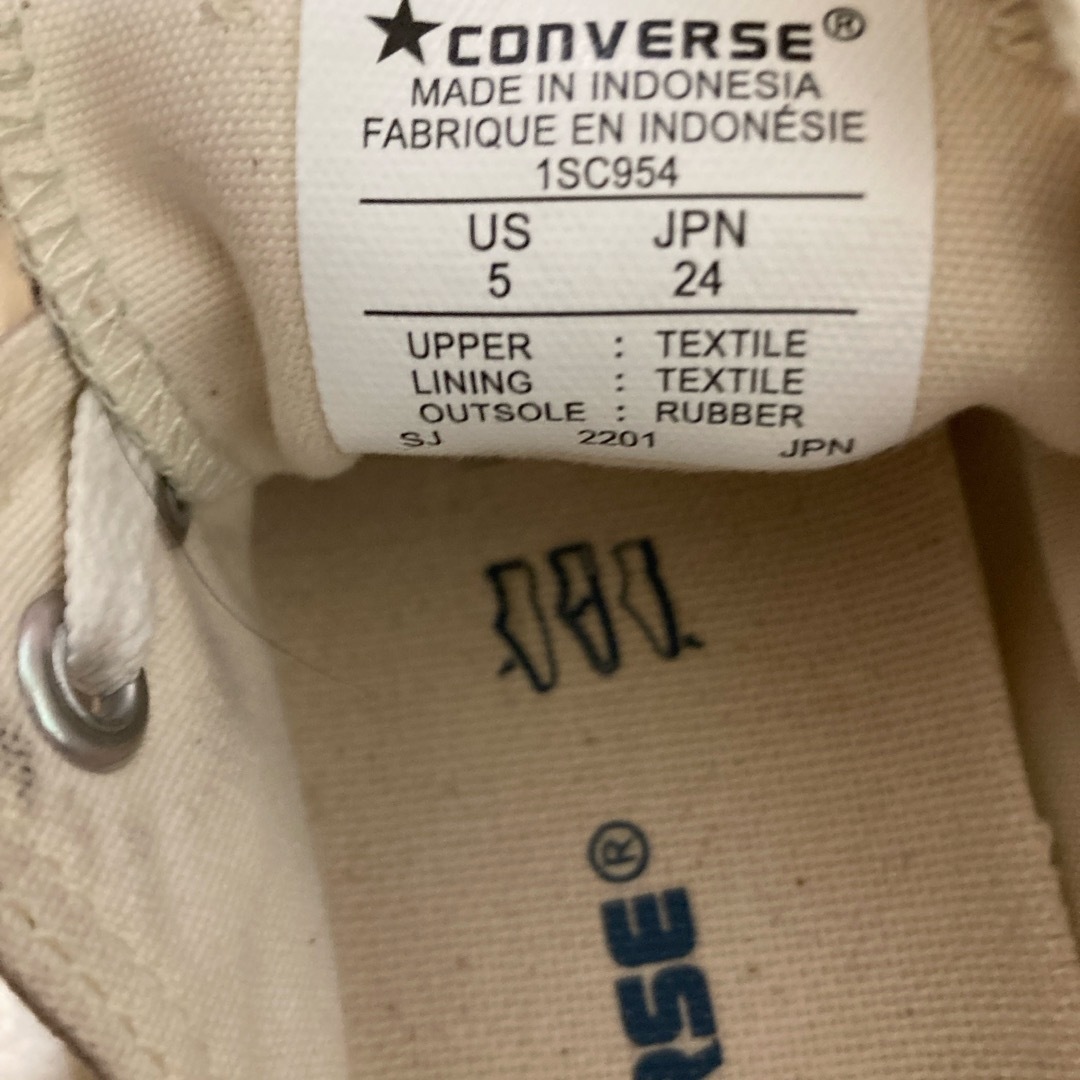 ★CONVERSE®
MADE IN INDONESIA
FABRIQUE EN INDONÉSIE
1SC954
US JPN
5 24
UPPER : TEXTILE
LINING : TEXTILE
OUTSOLE : RUBBER
SJ 2201 JPN
RSE®